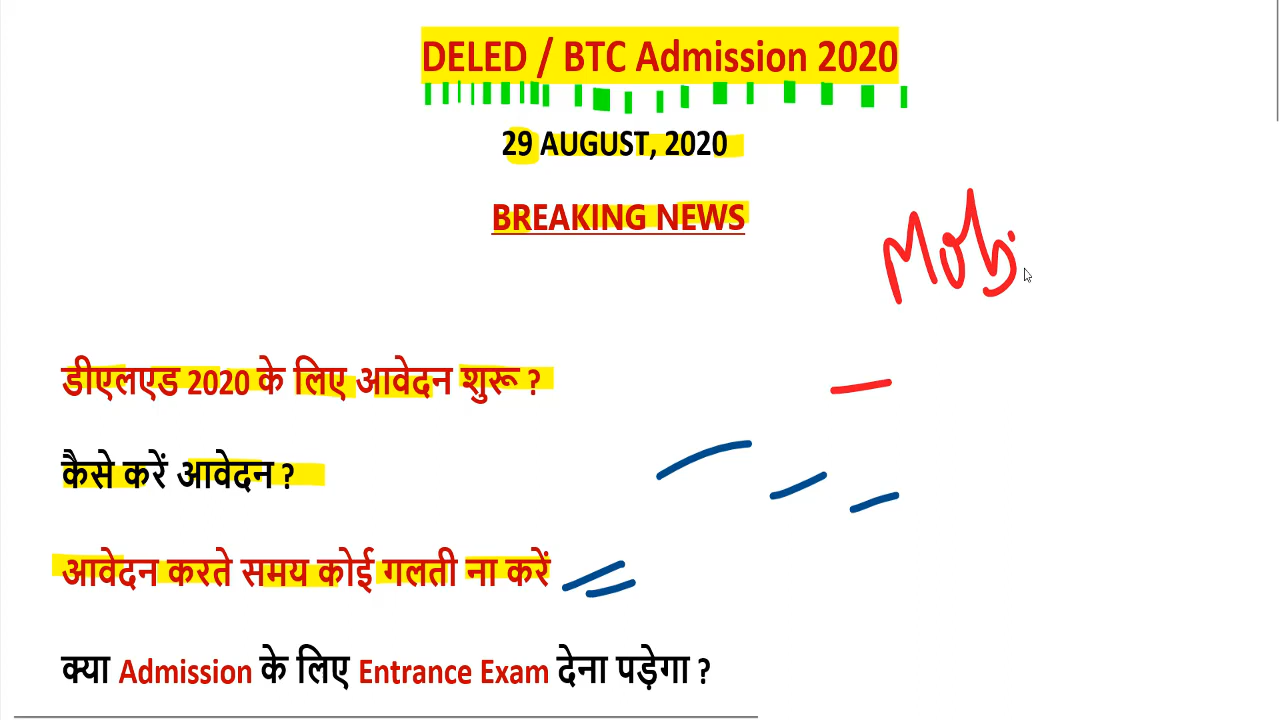 DELED / BTC Admission 2020
29 AUGUST, 2020
BREAKING NEWS
Mobi
डीएलएड 2020 के लिए आवेदन शुरू ?
कैसे करें आवेदन ?
आवेदन करते समय कोई गलती ना करें
क्या Admission के लिए Entrance Exam देना पड़ेगा ?